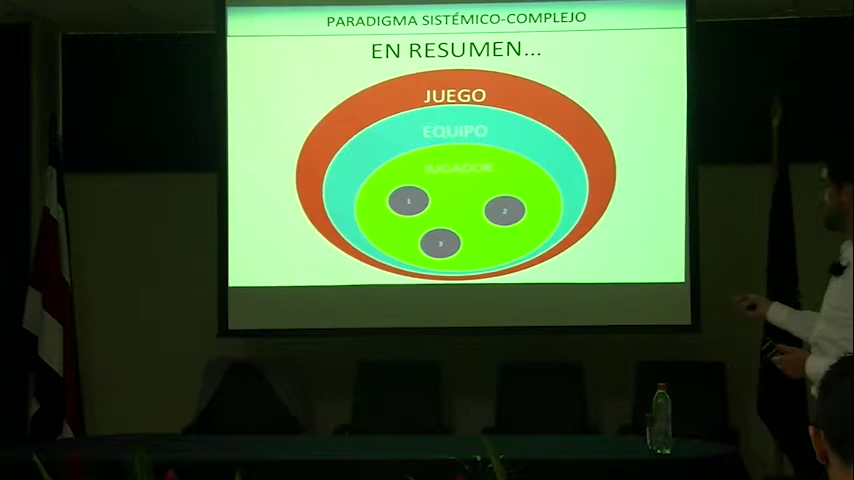 PARADIGMA SISTÉMICO-COMPLEJO
EN RESUMEN...
JUEGO
EQUIPO
JUGADOR
1
2
3